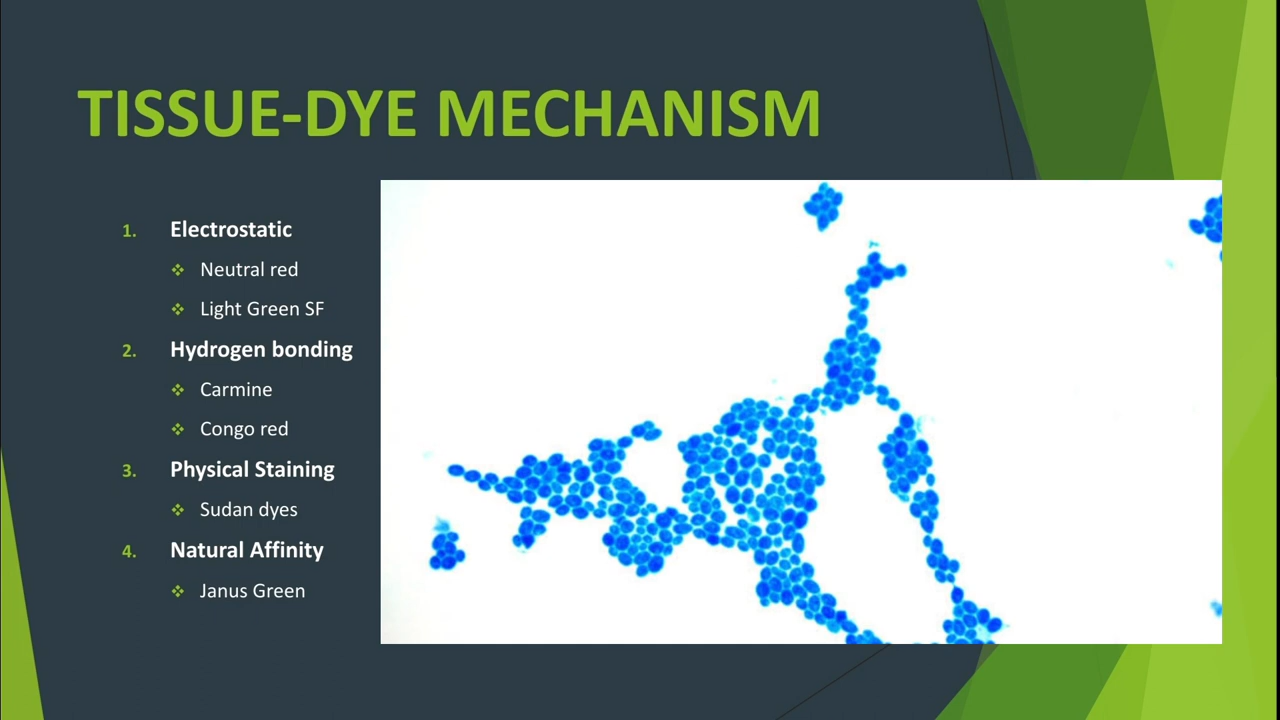 TISSUE-DYE MECHANISM
1. Electrostatic
❖ Neutral red
❖ Light Green SF
2. Hydrogen bonding
❖ Carmine
❖ Congo red
3. Physical Staining
❖ Sudan dyes
4. Natural Affinity
❖ Janus Green